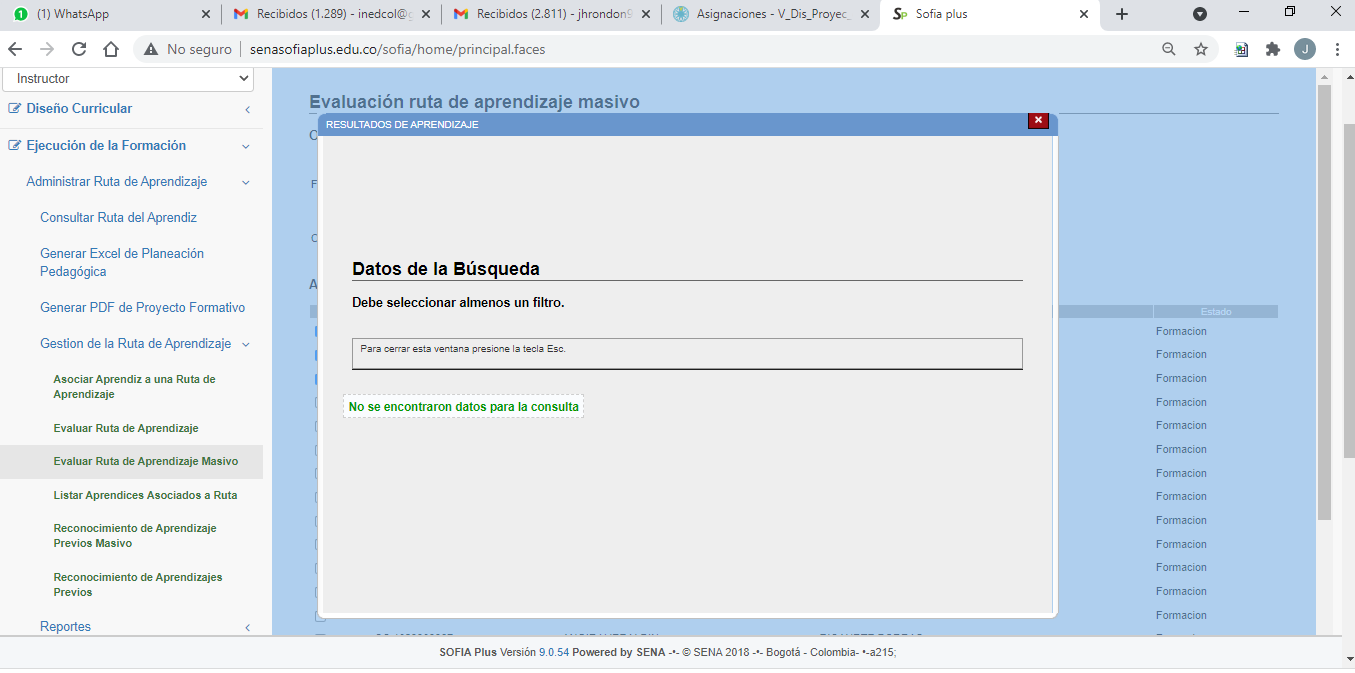 WhatsApp
Recibidos (1.289) - inedcol@g
Recibidos (2.811) - jhrondon9
Asignaciones - V_Dis_Proyec_
Sofia plus
No seguro | senasofiaplus.edu.co/sofia/home/principal.faces
J
Instructor
Diseño Curricular
Ejecución de la Formación
Administrar Ruta de Aprendizaje
Consultar Ruta del Aprendiz
Generar Excel de Planeación
Pedagógica
Generar PDF de Proyecto Formativo
Gestion de la Ruta de Aprendizaje
Asociar Aprendiz a una Ruta de
Aprendizaje
Evaluar Ruta de Aprendizaje
Evaluar Ruta de Aprendizaje Masivo
Listar Aprendices Asociados a Ruta
Reconocimiento de Aprendizaje
Previos Masivo
Reconocimiento de Aprendizajes
Previos
Reportes
Evaluación ruta de aprendizaje masivo
RESULTADOS DE APRENDIZAJE
Datos de la Búsqueda
Debe seleccionar almenos un filtro.
Para cerrar esta ventana presione la tecla Esc.
No se encontraron datos para la consulta
Estado
Formacion
Formacion
Formacion
Formacion
Formacion
Formacion
Formacion
Formacion
Formacion
Formacion
Formacion
Formacion
Formacion
SOFIA Plus Versión 9.0.54 Powered by SENA -•- © SENA 2018 -•- Bogotá - Colombia- •-a215;